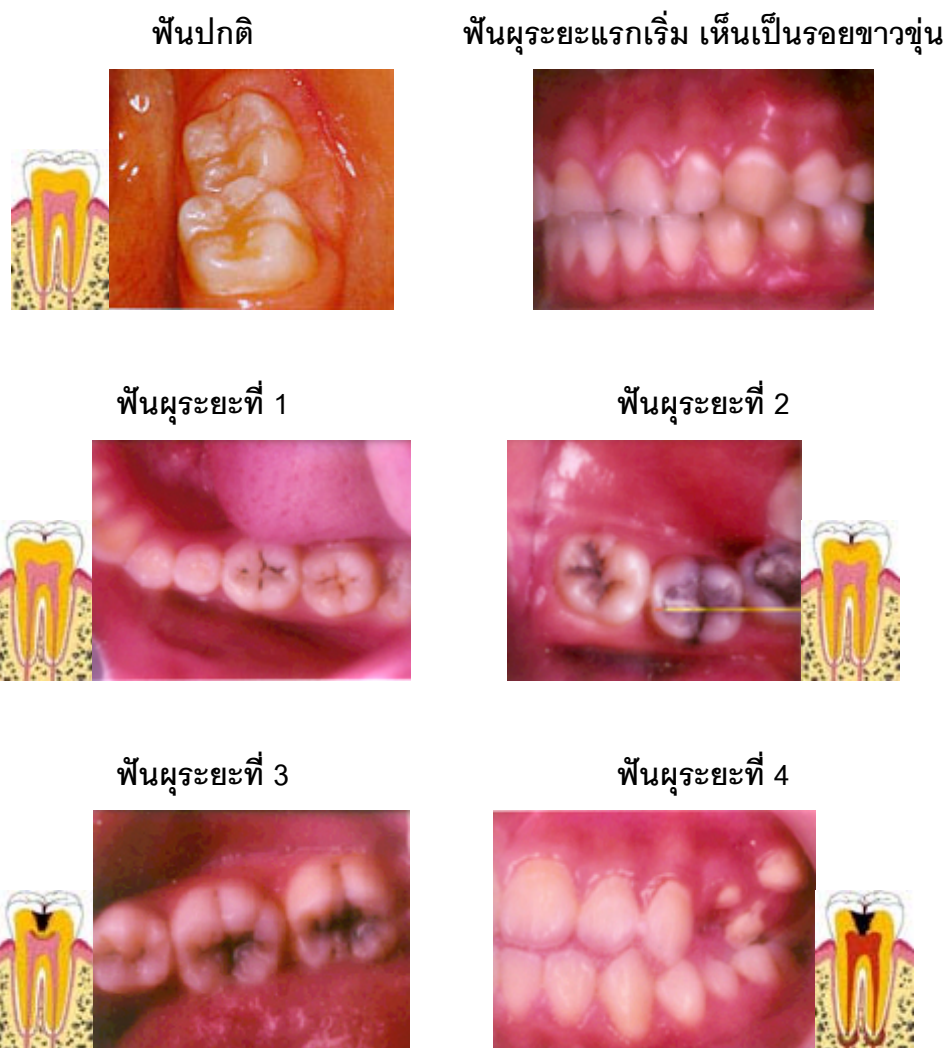 ฟันปกติ
ฟันผุระยะแรกเริ่ม เห็นเป็นรอยขาวขุ่น
ฟันผุระยะที่ 1
ฟันผุระยะที่ 2
ฟันผุระยะที่ 3
ฟันผุระยะที่ 4